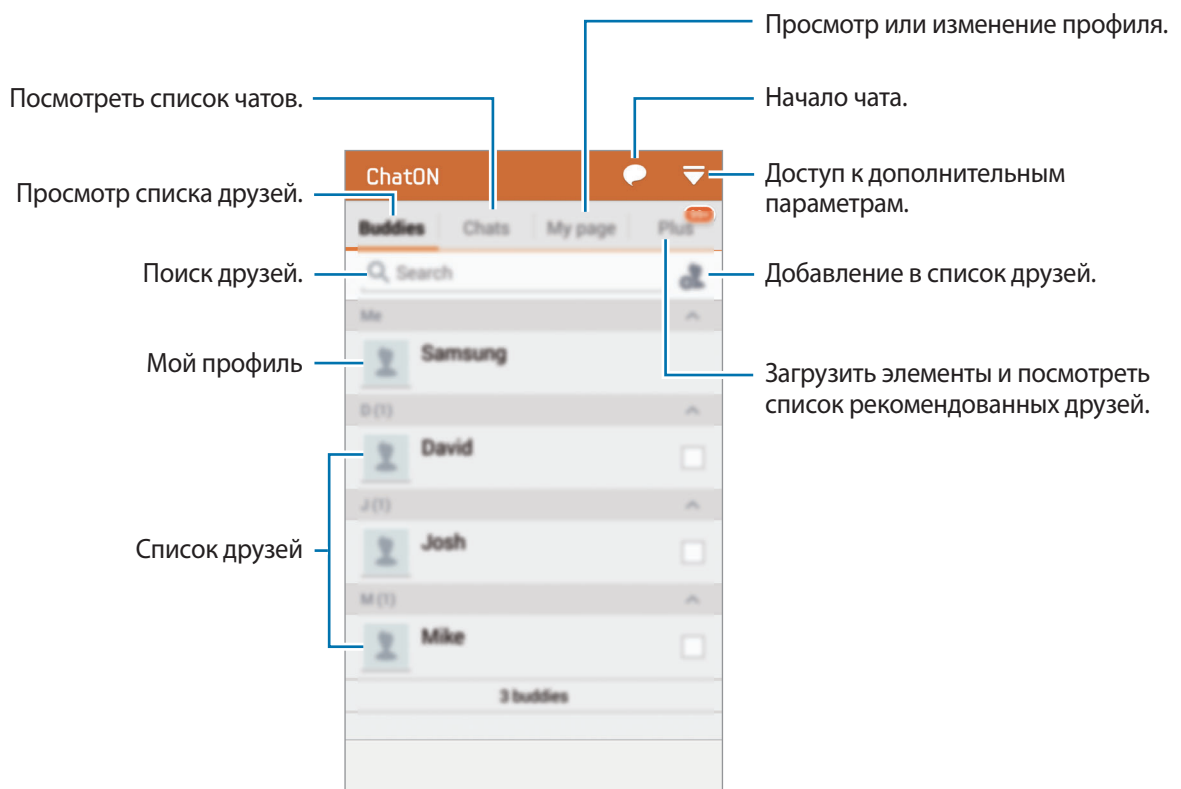 Просмотр или изменение профиля.
Посмотреть список чатов.
Начало чата.
ChatON
Доступ к дополнительным
параметрам.
Просмотр списка друзей.
Buddies Chats My page Plus
Поиск друзей.
Search
Добавление в список друзей.
Me
Мой профиль
Samsung
Загрузить элементы и посмотреть
список рекомендованных друзей.
D (1)
David
J (1)
Список друзей
Josh
M (1)
Mike
3 buddies